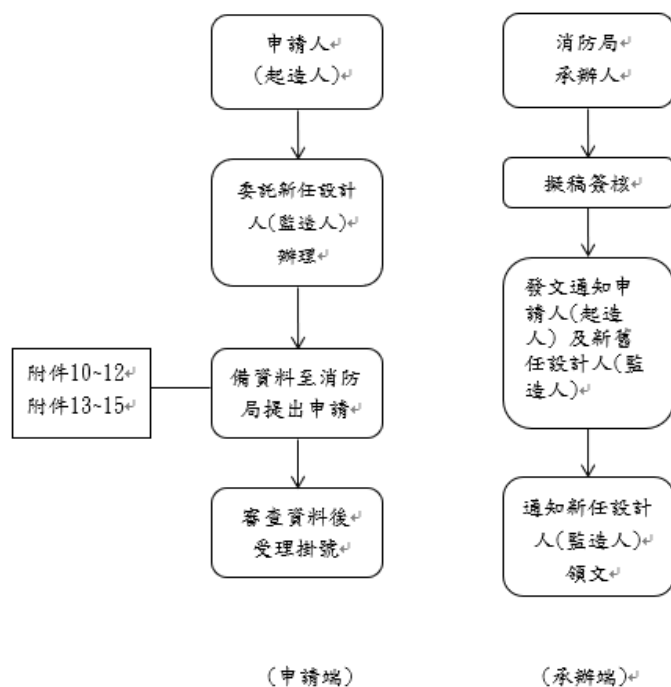 申請人
(起造人)
委託新任設計
人(監造人)
辦理
附件10~12
附件13~15
備資料至消防
局提出申請
審查資料後
受理掛號
(申請端)
消防局
承辦人
擬稿簽核
發文通知申
請人(起造
人) 及新舊
任設計人(監
造人)
通知新任設計
人(監造人)
領文
(承辦端)